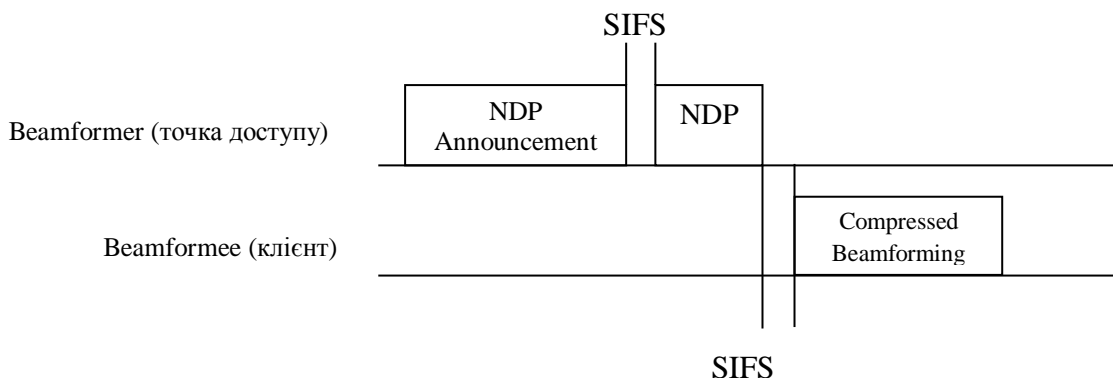 SIFS
NDP
Announcement
NDP
Beamformer (точка доступу)
Compressed
Beamforming
Beamformee (клієнт)
SIFS